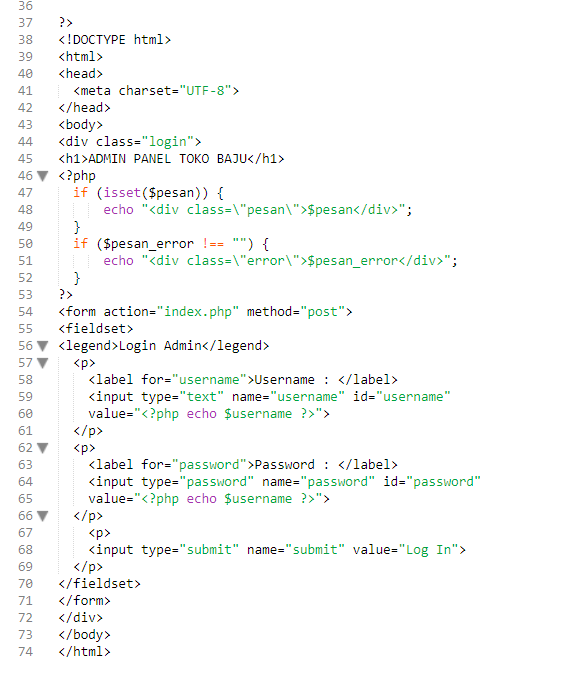 36
37 ?>
38 <!DOCTYPE html>
39 <html>
40 <head>
41 <meta charset="UTF-8">
42 </head>
43 <body>
44 <div class="login">
45 <h1>ADMIN PANEL TOKO BAJU</h1>
46 <?php
47 if (isset($pesan)) {
48 echo "<div class=\"pesan\">$pesan</div>";
49 }
50 if ($pesan_error !== "") {
51 echo "<div class=\"error\">$pesan_error</div>";
52 }
53 ?>
54 <form action="index.php" method="post">
55 <fieldset>
56 <legend>Login Admin</legend>
57 <p>
58 <label for="username">Username : </label>
59 <input type="text" name="username" id="username"
60 value="<?php echo $username ?>">
61 </p>
62 <p>
63 <label for="password">Password : </label>
64 <input type="password" name="password" id="password"
65 value="<?php echo $username ?>">
66 </p>
67 <p>
68 <input type="submit" name="submit" value="Log In">
69 </p>
70 </fieldset>
71 </form>
72 </div>
73 </body>
74 </html>